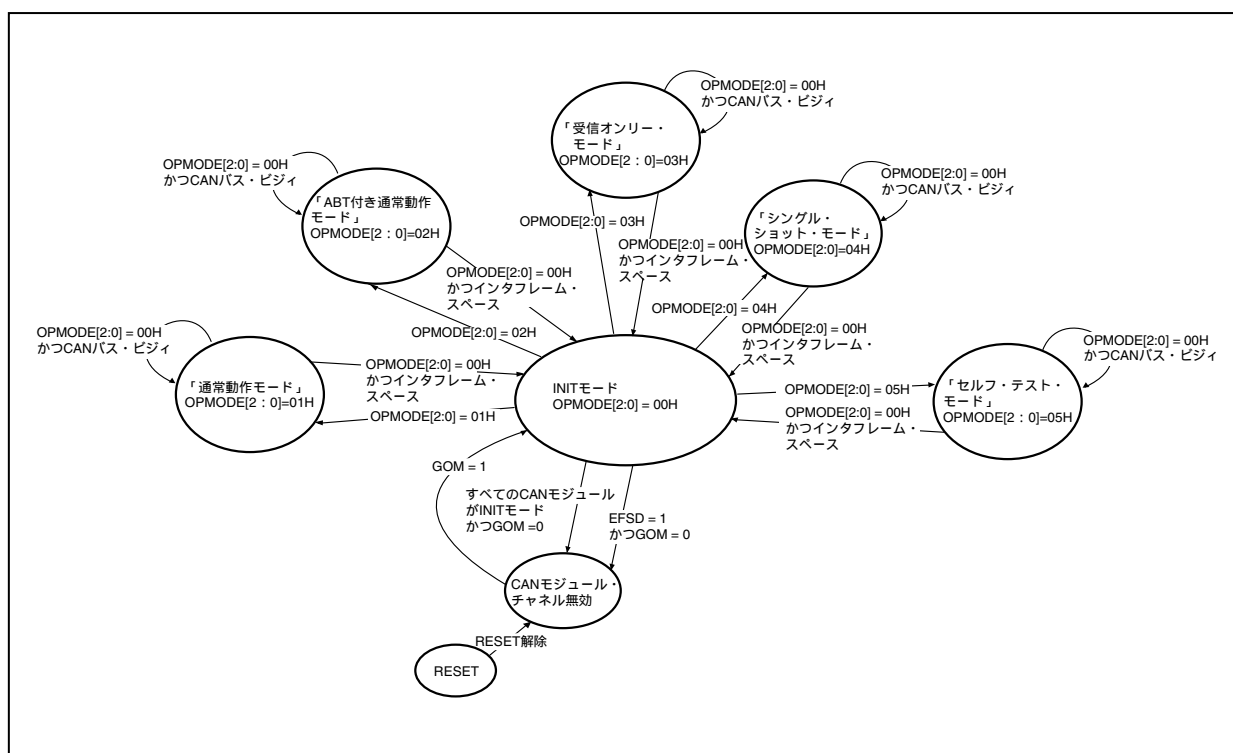 OPMODE[2:0] = 00H
かつCANバス・ビジィ
「受信オンリー・
モード」
OPMODE[2：0]=03H
OPMODE[2:0] = 00H
かつCANバス・ビジィ
「ABT付き通常動作
モード」
OPMODE[2：0]=02H
OPMODE[2:0] = 00H
かつCANバス・ビジィ
「シングル・
ショット・モード」
OPMODE[2:0]=04H
OPMODE[2:0] = 03H
OPMODE[2:0] = 00H
かつインタフレーム・
スペース
OPMODE[2:0] = 00H
かつインタフレーム・
スペース
OPMODE[2:0] = 04H
OPMODE[2:0] = 02H
OPMODE[2:0] = 00H
かつインタフレーム・
スペース
OPMODE[2:0] = 00H
かつCANバス・ビジィ
「通常動作モード」
OPMODE[2：0]=01H
OPMODE[2:0] = 00H
かつインタフレーム・
スペース
OPMODE[2:0] = 01H
INITモード
OPMODE[2:0] = 00H
OPMODE[2:0] = 05H
OPMODE[2:0] = 00H
かつインタフレーム・
スペース
OPMODE[2:0] = 00H
かつCANバス・ビジィ
「セルフ・テスト・
モード」
OPMODE[2：0]=05H
GOM = 1
すべてのCANモジュール
がINITモード
かつGOM =0
EFSD = 1
かつGOM = 0
CANモジュール・
チャネル無効
RESET解除
RESET